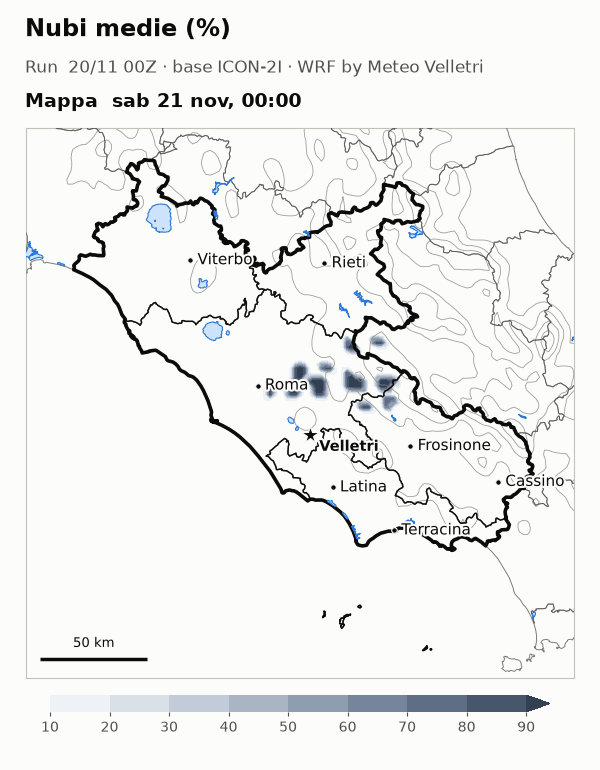 Nubi medie (%)
Run  20/11 00Z · base ICON-2I · WRF by Meteo Velletri
Mappa  sab 21 nov, 00:00
Viterbo
Rieti
Roma
Velletri
Frosinone
Cassino
Latina
Terracina
50 km
10 20 30 40 50 60 70 80 90